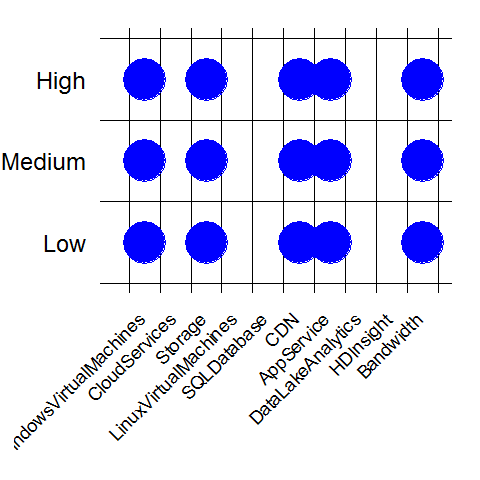 High
Medium
Low
ndowsVirtualMachines
CloudServices
Storage
LinuxVirtualMachines
SQLDatabase
CDN
AppService
DataLakeAnalytics
HDInsight
Bandwidth